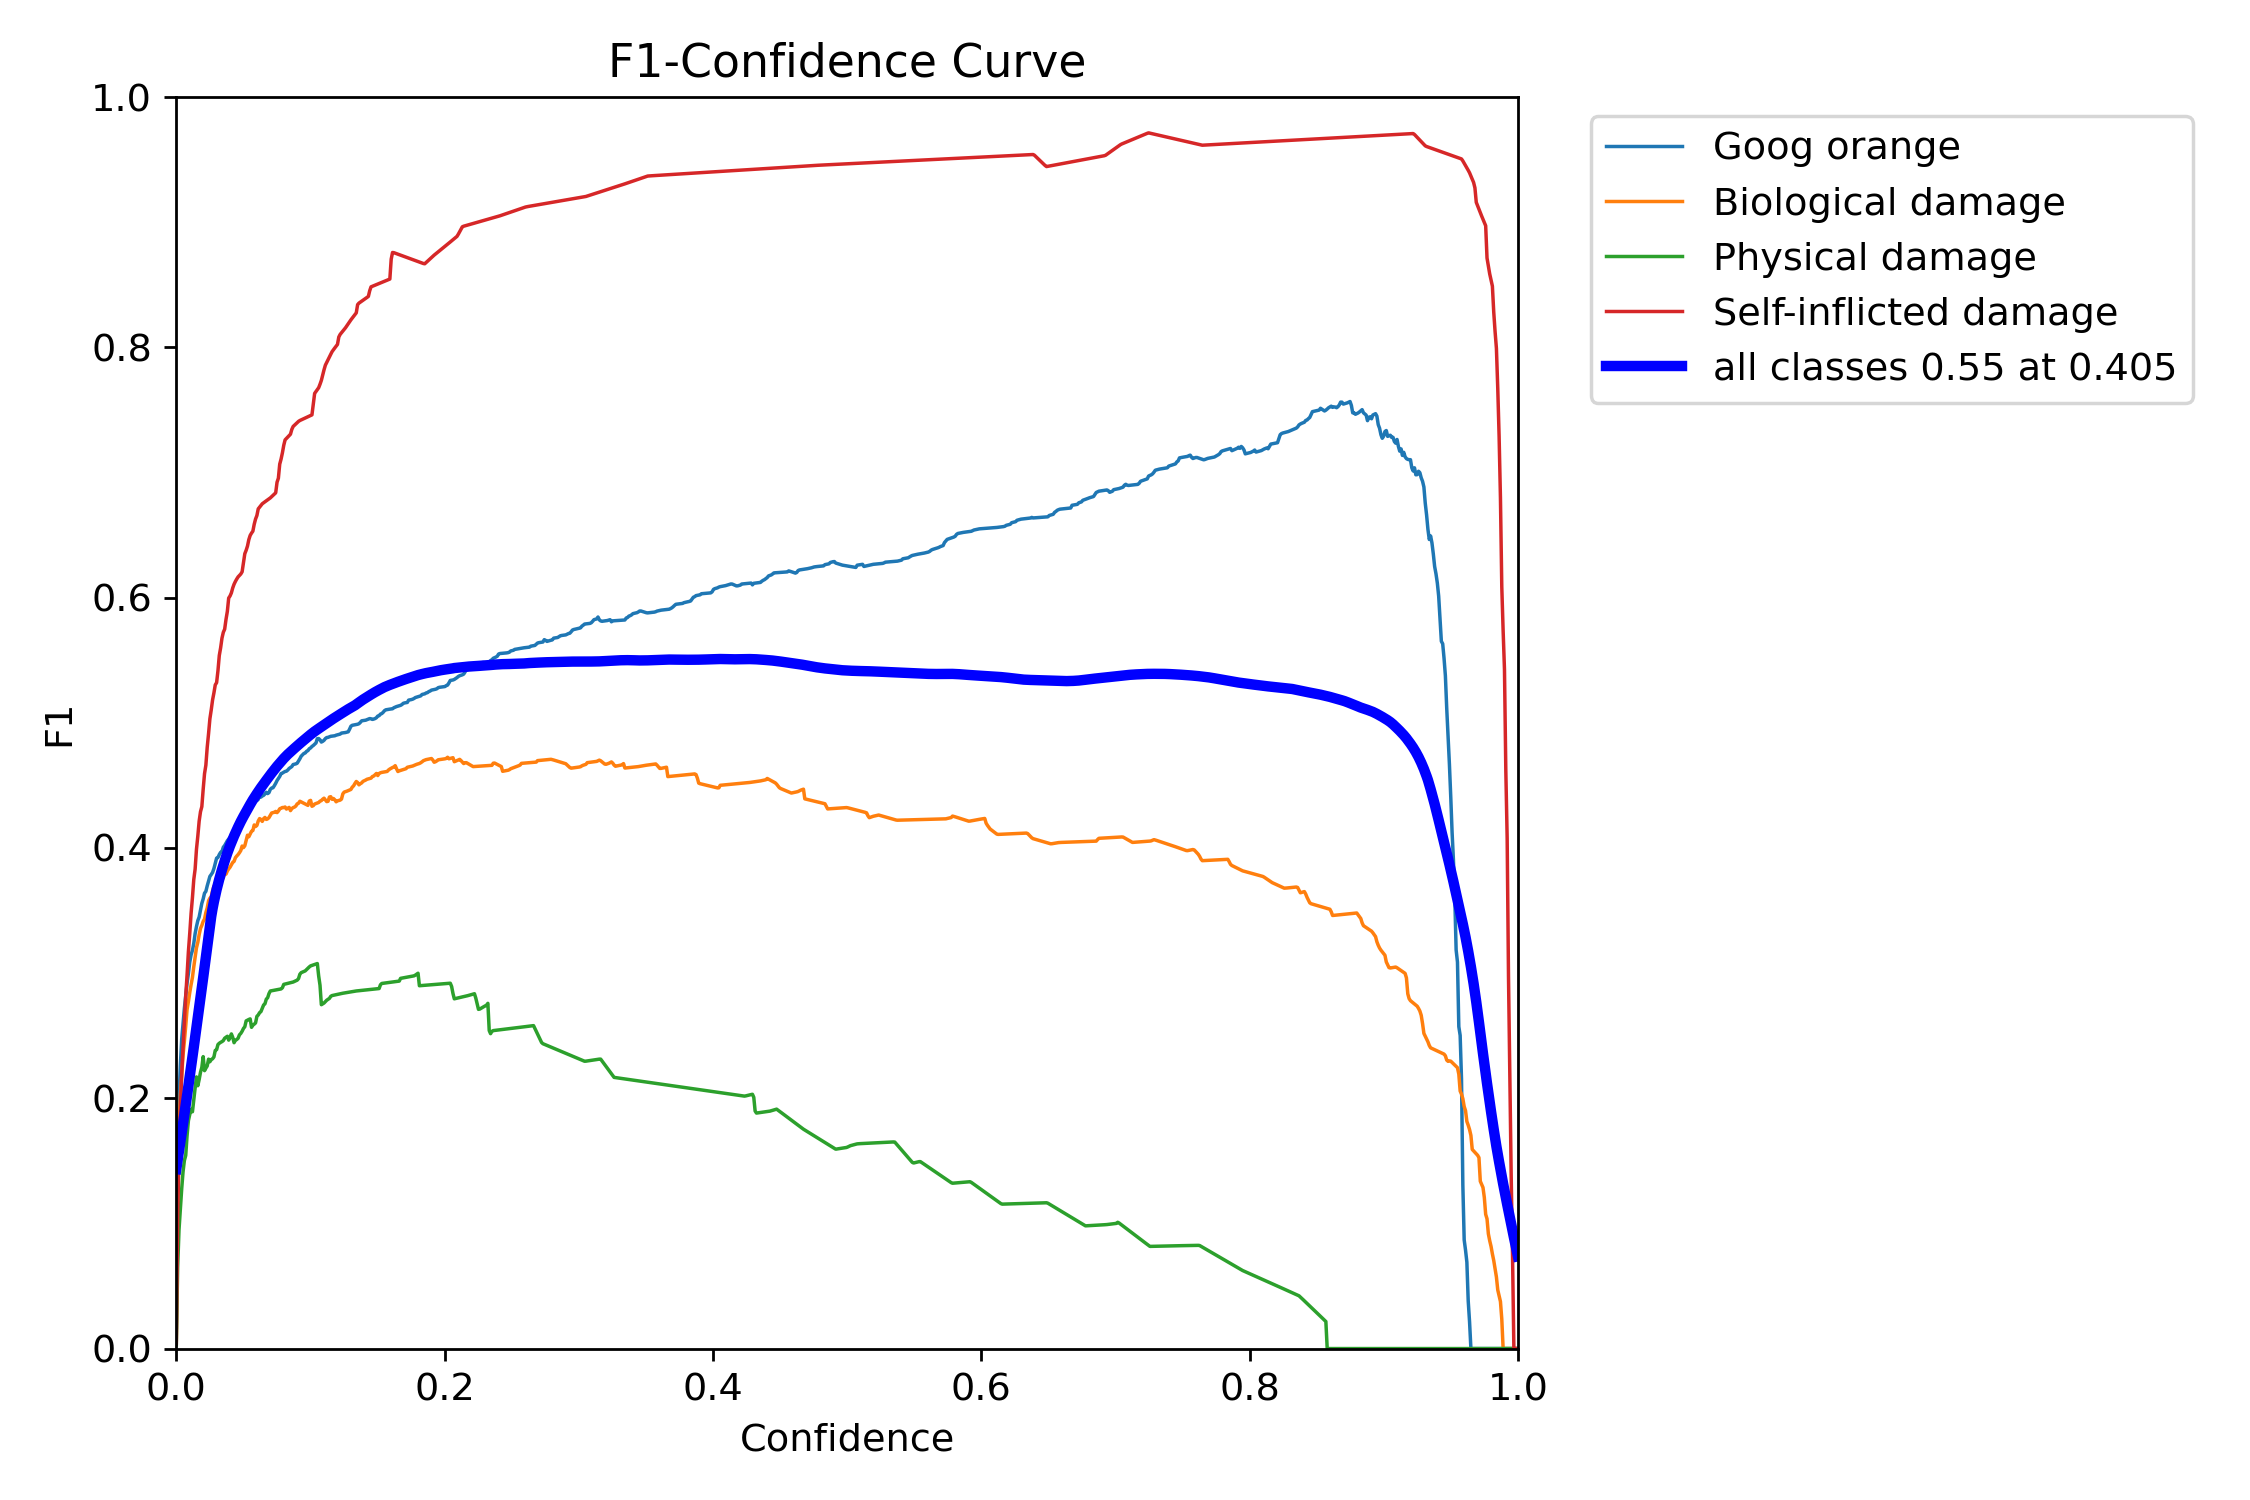 F1-Confidence Curve
1.0
0.8
0.6
0.4
0.2
0.0
F1
0.0 0.2 0.4 0.6 0.8 1.0
Confidence
Goog orange
Biological damage
Physical damage
Self-inflicted damage
all classes 0.55 at 0.405